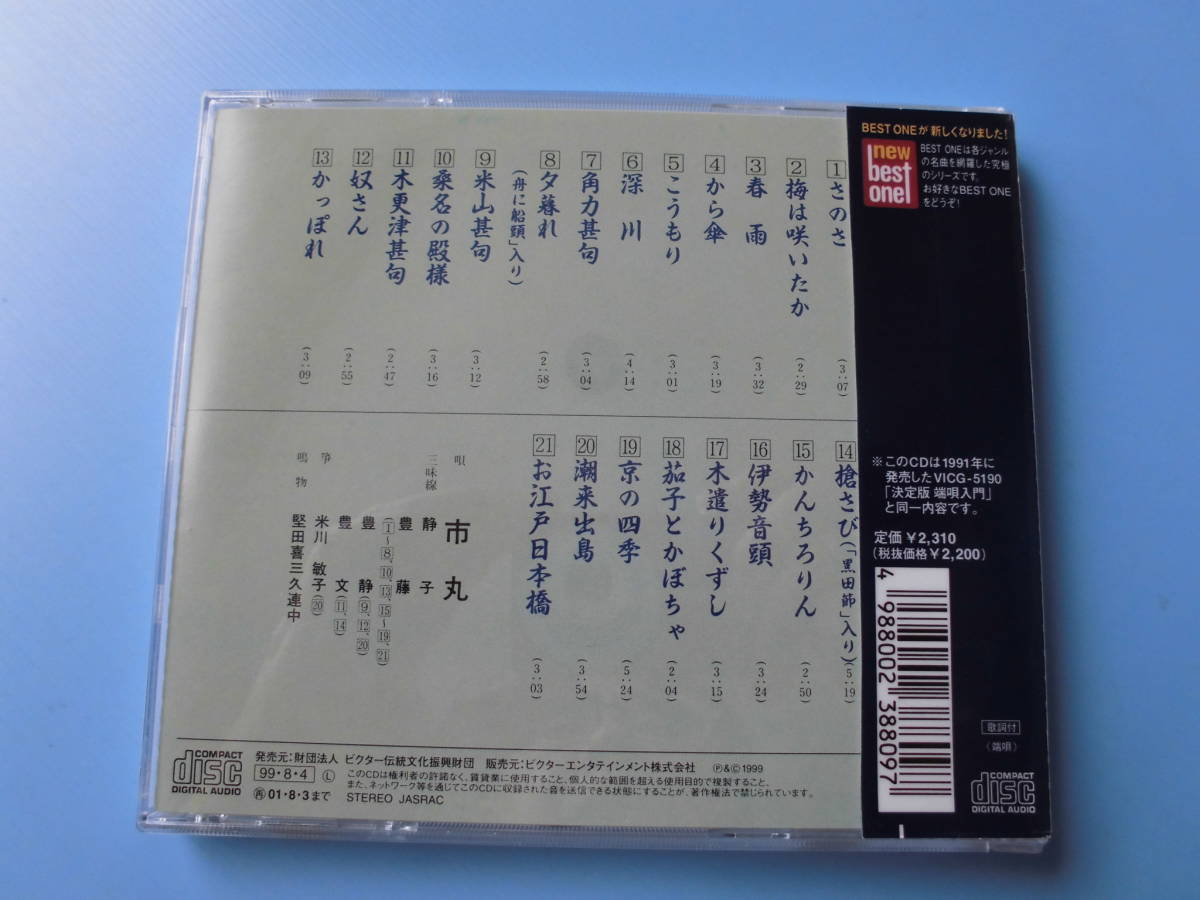 1 さのさ (3:07)
2 梅は咲いたか (2:29)
3 春雨 (3:32)
4 から傘 (3:19)
5 こうもり (3:01)
6 深川 (4:14)
7 角力甚句 (3:04)
8 夕暮れ (2:58)
(「舟に船頭」入り)
9 米山甚句 (3:12)
10 桑名の殿様 (3:16)
11 木更津甚句 (2:47)
12 奴さん (2:55)
13 かっぽれ (3:09)
14 槍さび(「黒田節」入り) (5:19)
15 かんちろりん (2:50)
16 伊勢音頭 (3:24)
17 木遣りくずし (3:15)
18 茄子とかぼちゃ (2:04)
19 京の四季 (5:24)
20 潮来出島 (3:54)
21 お江戸日本橋 (3:03)
唄 市丸
三味線 静子
豊藤
(1〜8、10、13、15〜19、21)
豊静(9、12、20)
豊文(11、14)
箏 米川敏子(20)
鳴物 堅田喜三久連中
BEST ONEが新しくなりました!
new
best
one!
BEST ONEは各ジャンル
の名曲を網羅した究極
のシリーズです。
お好きなBEST ONE
をどうぞ!
※このCDは1991年に
発売したVICG-5190
「決定版 端唄入門」
と同一内容です。
定価 ¥2,310
(税抜価格¥2,200)
4 988002 388097
歌詞付
(端唄)
COMPACT
disc
DIGITAL AUDIO
COMPACT
disc
DIGITAL AUDIO
発売元:財団法人 ビクター伝統文化振興財団 販売元:ビクターエンタテインメント株式会社 Ⓟ&©1999
99・8・4 Ⓛ
㋐01・8・3まで
このCDは権利者の許諾なく、賃貸業に使用すること、個人的な範囲を超える使用目的で複製すること、
また、ネットワーク等を通じてこのCDに収録された音を送信できる状態にすることが、著作権法で禁じられています。
STEREO JASRAC